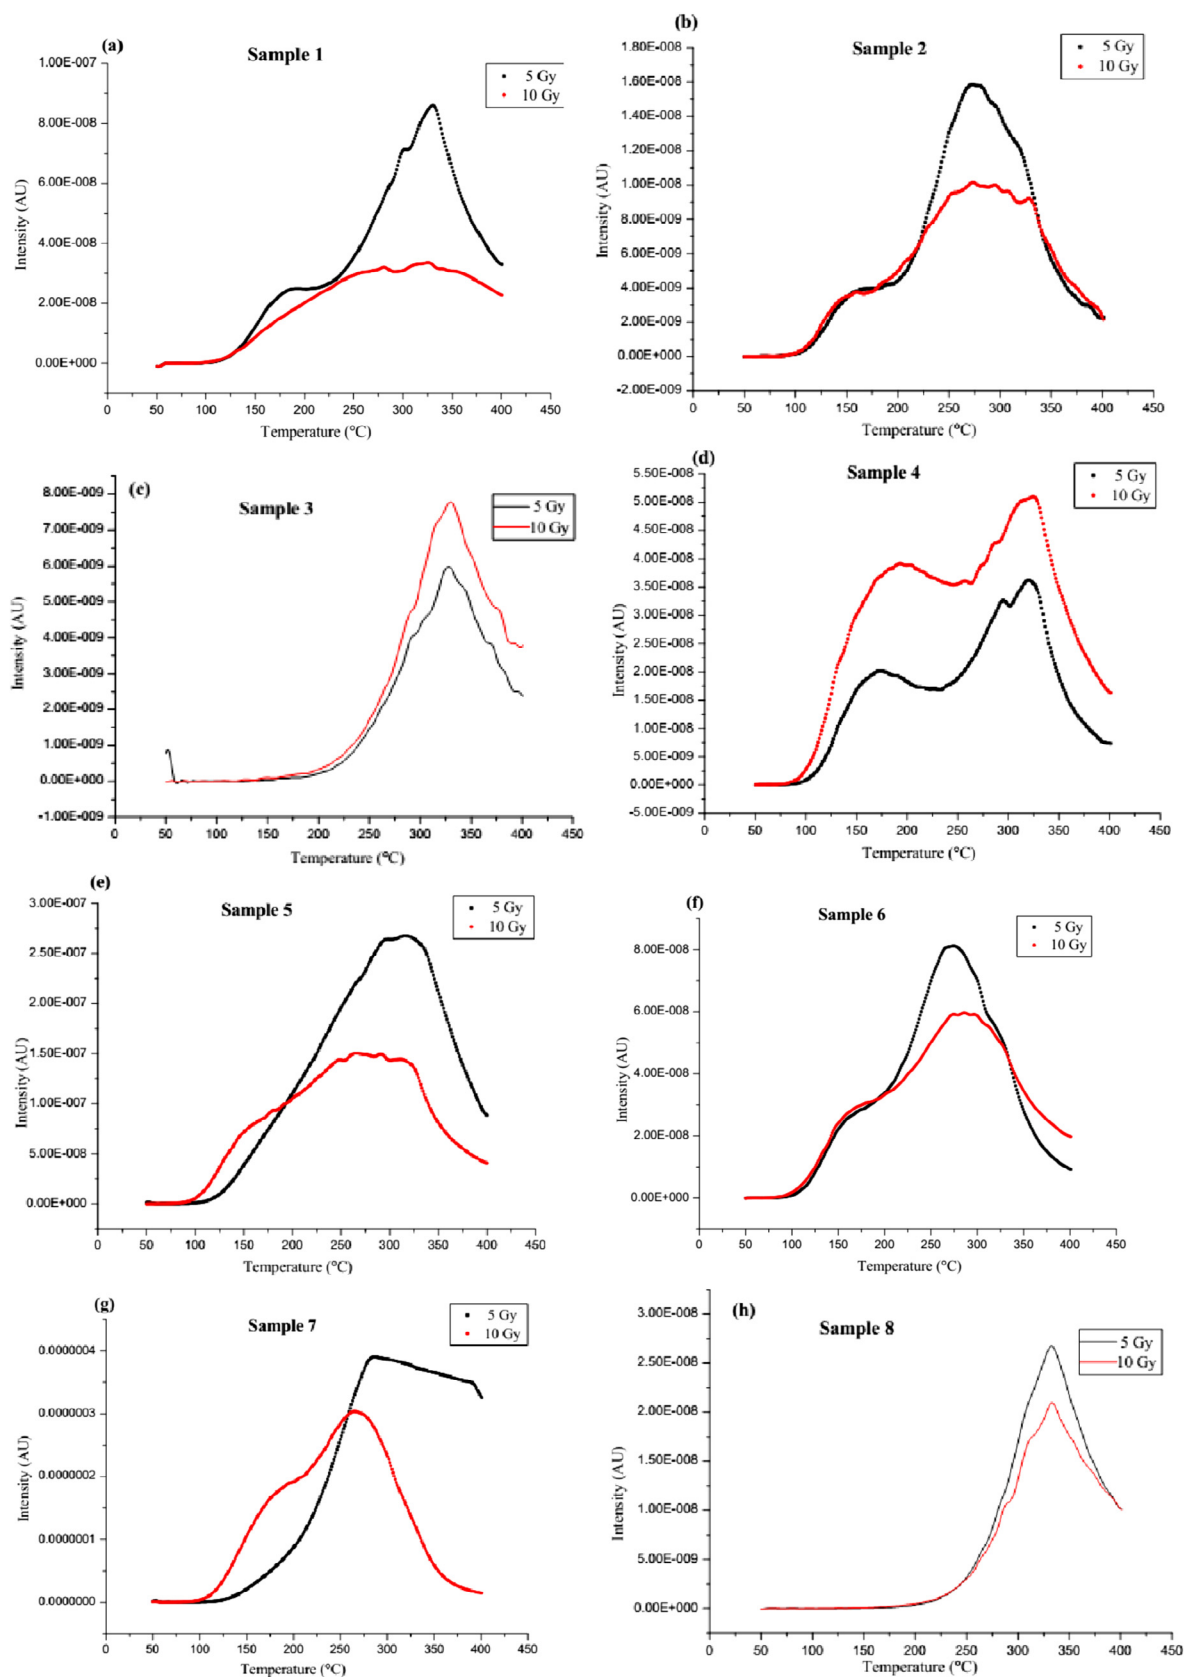 (a)
Sample 1
5 Gy
10 Gy
1.00E-007
8.00E-008
6.00E-008
4.00E-008
2.00E-008
0.00E+000
Intensity (AU)
0 50 100 150 200 250 300 350 400 450
Temperature (°C)
(b)
Sample 2
5 Gy
10 Gy
1.80E-008
1.60E-008
1.40E-008
1.20E-008
1.00E-008
8.00E-009
6.00E-009
4.00E-009
2.00E-009
0.00E+000
-2.00E-009
Intensity (AU)
0 50 100 150 200 250 300 350 400 450
Temperature (°C)
(c)
Sample 3
5 Gy
10 Gy
8.00E-009
7.00E-009
6.00E-009
5.00E-009
4.00E-009
3.00E-009
2.00E-009
1.00E-009
0.00E+000
-1.00E-009
Intensity (AU)
0 50 100 150 200 250 300 350 400 450
Temperature (°C)
(d)
Sample 4
5 Gy
10 Gy
5.50E-008
5.00E-008
4.50E-008
4.00E-008
3.50E-008
3.00E-008
2.50E-008
2.00E-008
1.50E-008
1.00E-008
5.00E-009
0.00E+000
-5.00E-009
Intensity (AU)
0 50 100 150 200 250 300 350 400 450
Temperature (°C)
(e)
Sample 5
5 Gy
10 Gy
3.00E-007
2.50E-007
2.00E-007
1.50E-007
1.00E-007
5.00E-008
0.00E+000
Intensity (AU)
0 50 100 150 200 250 300 350 400 450
Temperature (°C)
(f)
Sample 6
5 Gy
10 Gy
8.00E-008
6.00E-008
4.00E-008
2.00E-008
0.00E+000
Intensity (AU)
0 50 100 150 200 250 300 350 400 450
Temperature (°C)
(g)
Sample 7
5 Gy
10 Gy
0.0000004
0.0000003
0.0000002
0.0000001
0.0000000
Intensity (AU)
0 50 100 150 200 250 300 350 400 450
Temperature (°C)
(h)
Sample 8
5 Gy
10 Gy
3.00E-008
2.50E-008
2.00E-008
1.50E-008
1.00E-008
5.00E-009
0.00E+000
Intensity (AU)
0 50 100 150 200 250 300 350 400 450
Temperature (°C)